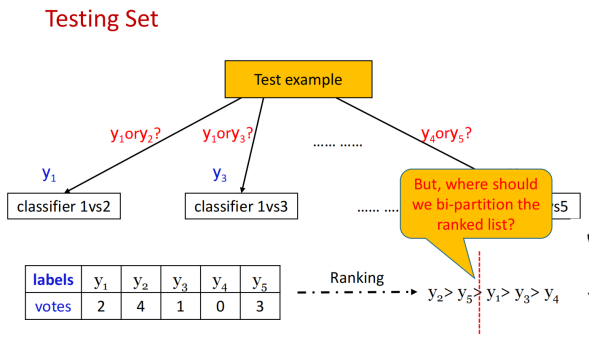 Testing Set
Test example
y₁ory₂?
y₁ory₃?
...... ......
y₄ory₅?
y₁
y₃
classifier 1vs2
classifier 1vs3
...... ....
vs5
But, where should
we bi-partition the
ranked list?
labels y₁ y₂ y₃ y₄ y₅
votes 2 4 1 0 3
Ranking
y₂> y₅> y₁> y₃> y₄